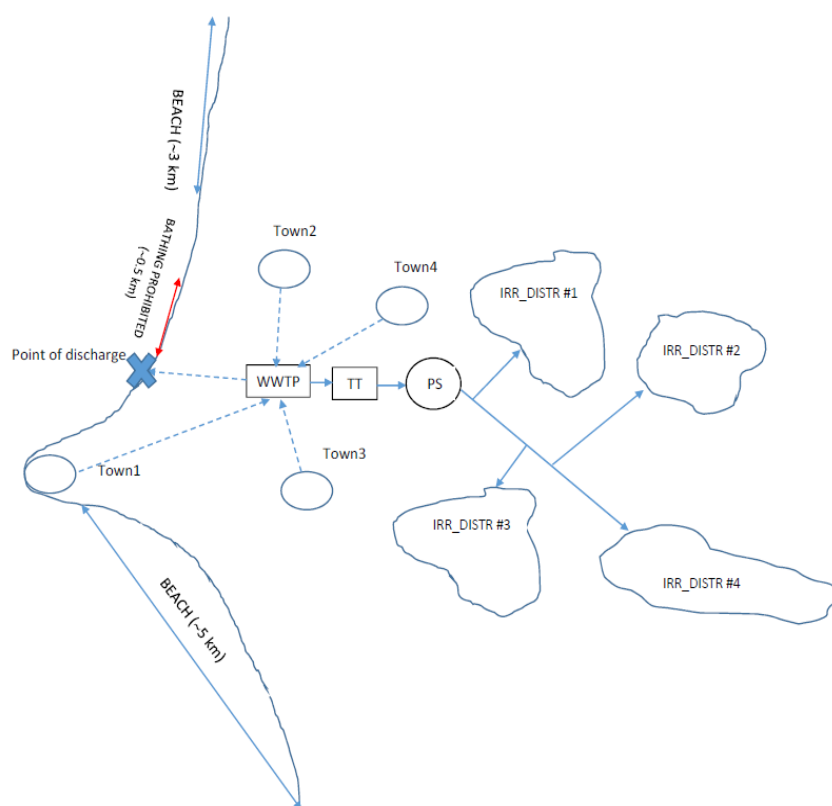 BEACH (~3 km)
BATHING PROHIBITED
(~0.5 km)
Town2
Town4
IRR_DISTR #1
IRR_DISTR #2
Point of discharge
WWTP
TT
PS
Town1
Town3
IRR_DISTR #3
IRR_DISTR #4
BEACH (~5 km)